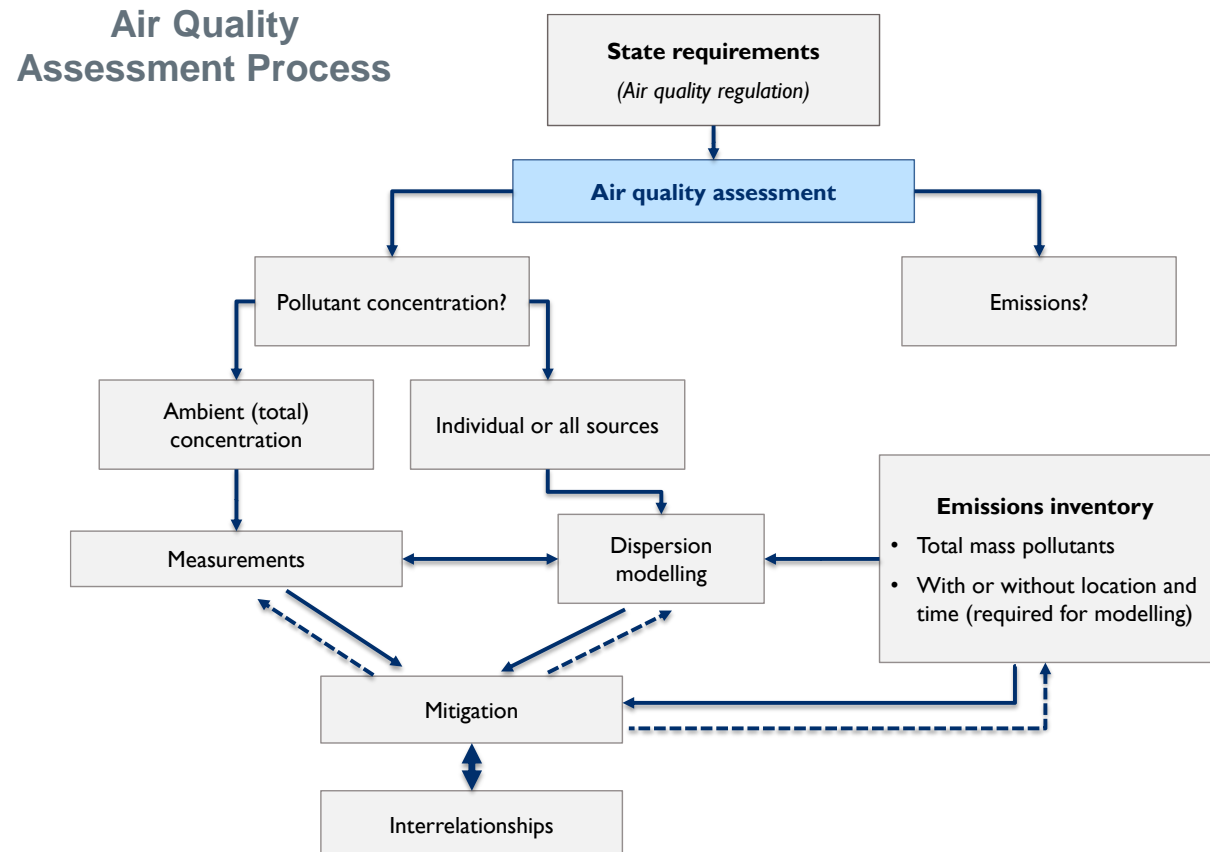 Air Quality
Assessment Process
State requirements
(Air quality regulation)
Air quality assessment
Pollutant concentration?
Emissions?
Ambient (total)
concentration
Individual or all sources
Emissions inventory
• Total mass pollutants
• With or without location and
time (required for modelling)
Measurements
Dispersion
modelling
Mitigation
Interrelationships